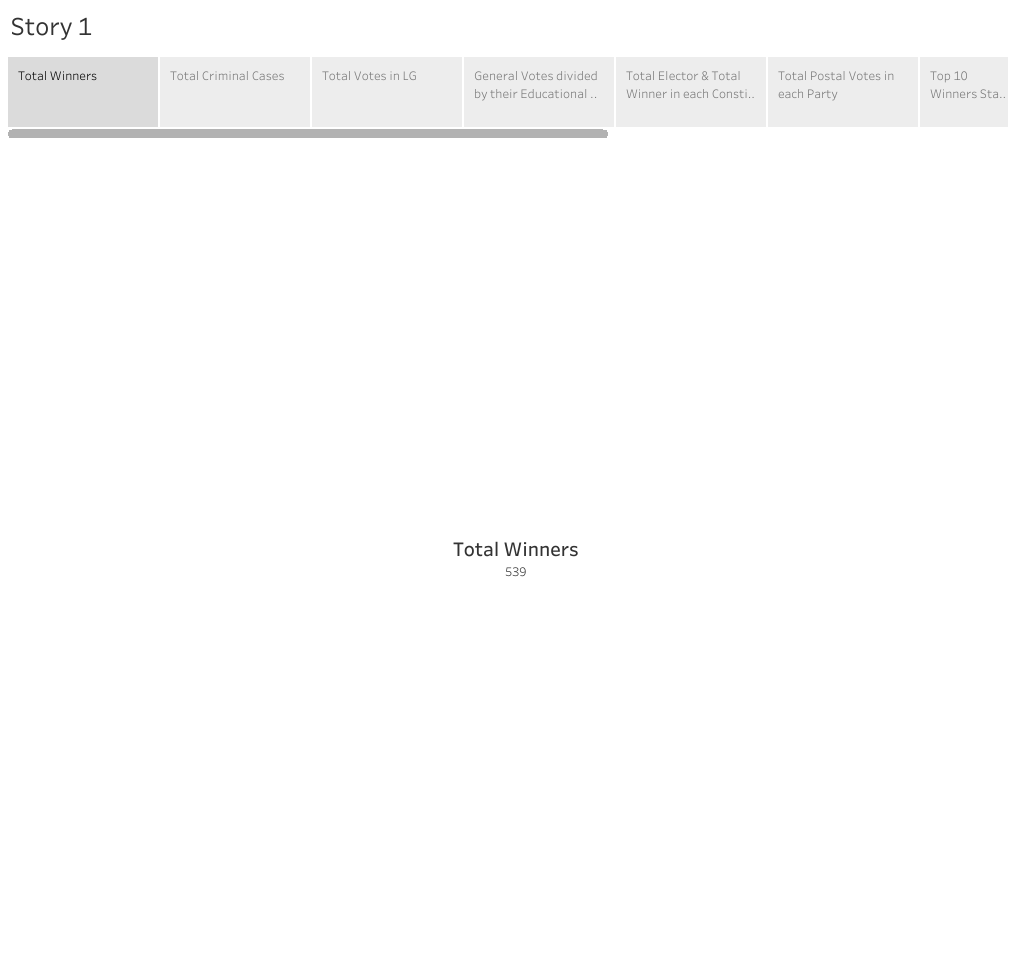 Story 1
Total Winners
Total Criminal Cases
Total Votes in LG
General Votes divided
by their Educational ..
Total Elector & Total
Winner in each Consti..
Total Postal Votes in
each Party
Top 10
Winners Sta..
Total Winners
539